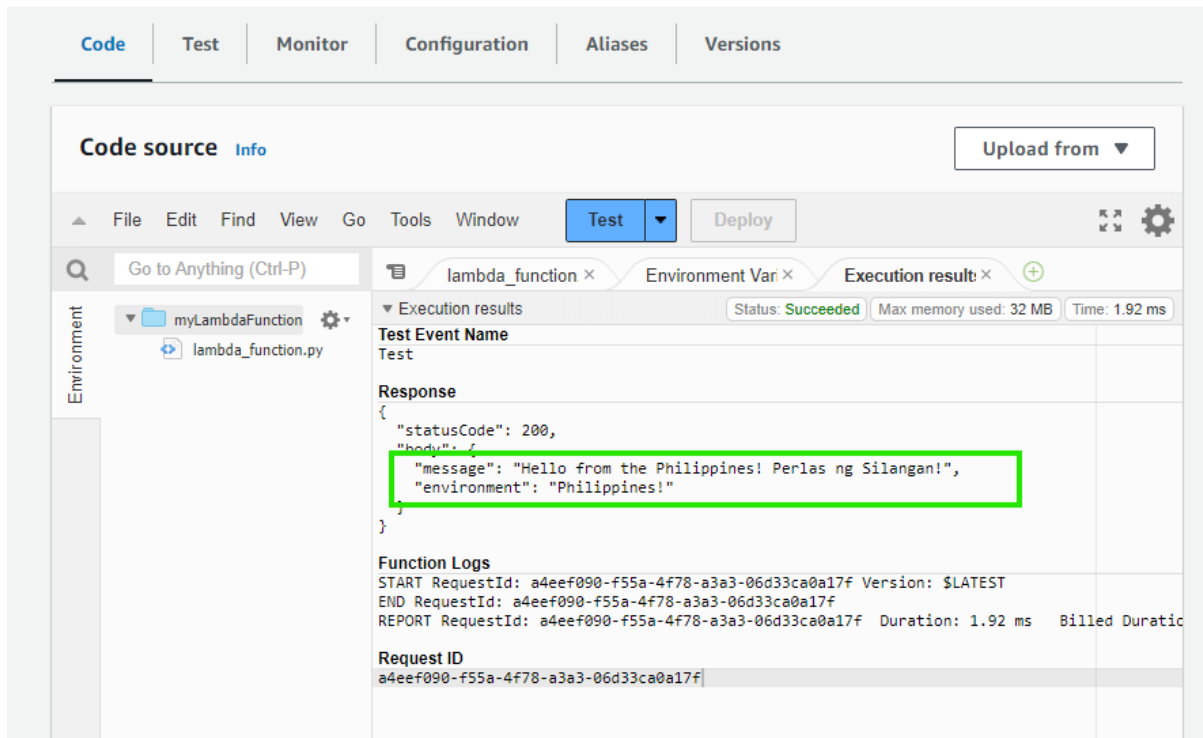 Code Test Monitor Configuration Aliases Versions
Code source Info
Upload from
File Edit Find View Go Tools Window Test Deploy
Go to Anything (Ctrl-P)
lambda_function × Environment Vari × Execution results ×
Environment
myLambdaFunction
lambda_function.py
Execution results
Status: Succeeded Max memory used: 32 MB Time: 1.92 ms
Test Event Name
Test
Response
{
"statusCode": 200,
"body": {
"message": "Hello from the Philippines! Perlas ng Silangan!",
"environment": "Philippines!"
}
}
Function Logs
START RequestId: a4eef090-f55a-4f78-a3a3-06d33ca0a17f Version: $LATEST
END RequestId: a4eef090-f55a-4f78-a3a3-06d33ca0a17f
REPORT RequestId: a4eef090-f55a-4f78-a3a3-06d33ca0a17f Duration: 1.92 ms Billed Duratic
Request ID
a4eef090-f55a-4f78-a3a3-06d33ca0a17f